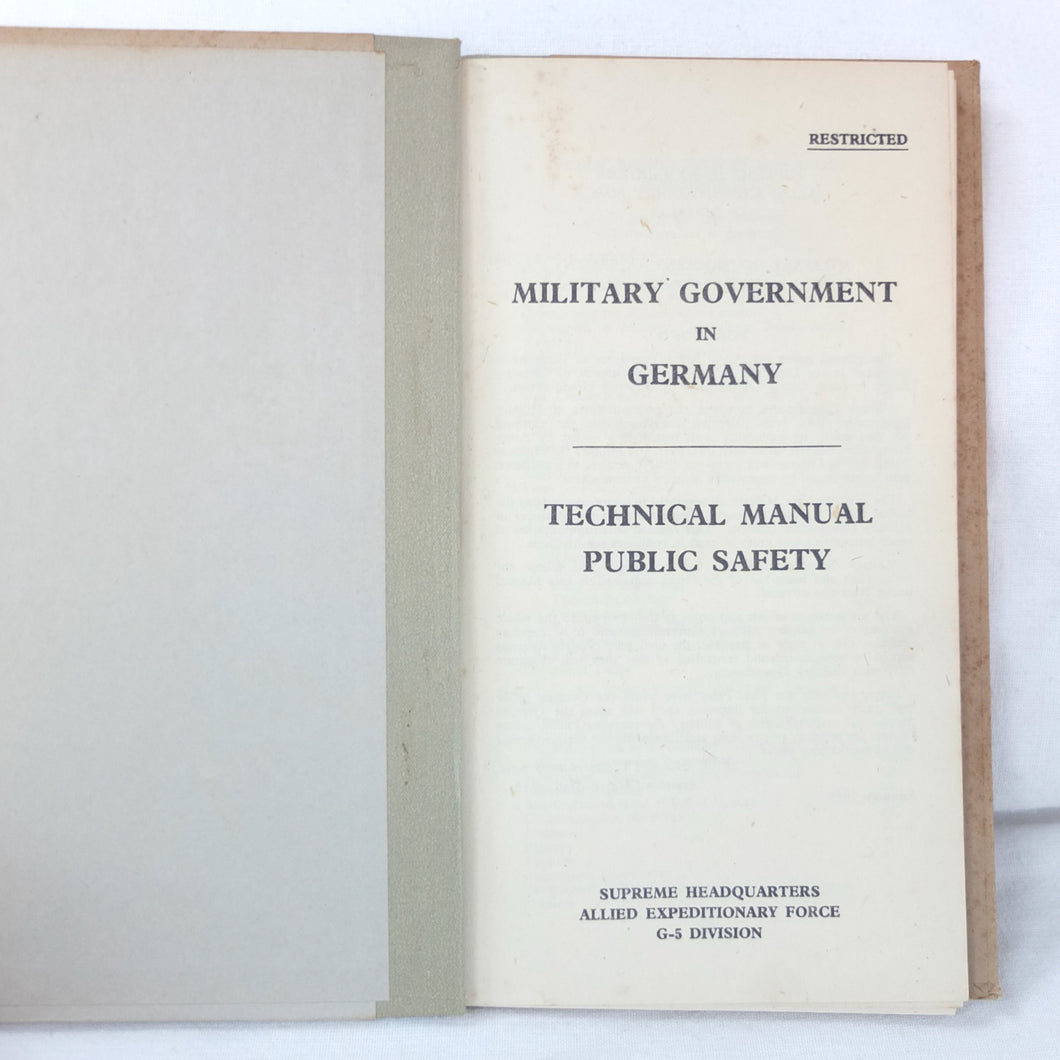 RESTRICTED
MILITARY GOVERNMENT
IN
GERMANY
TECHNICAL MANUAL
PUBLIC SAFETY
SUPREME HEADQUARTERS
ALLIED EXPEDITIONARY FORCE
G-5 DIVISION